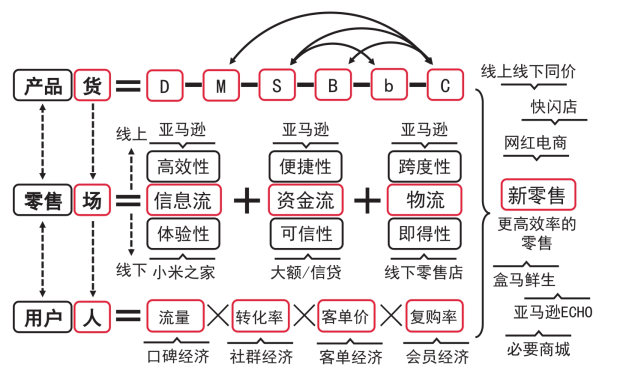 产品 货 = D - M - S - B - b - C
线上 亚马逊 亚马逊 亚马逊
高效性 便捷性 跨度性
零售 场 = 信息流 + 资金流 + 物流
体验性 可信性 即得性
线下 小米之家 大额/信贷 线下零售店
用户 人 = 流量 × 转化率 × 客单价 × 复购率
口碑经济 社群经济 客单经济 会员经济
线上线下同价
快闪店
网红电商
新零售
更高效率的
零售
盒马鲜生
亚马逊ECHO
必要商城